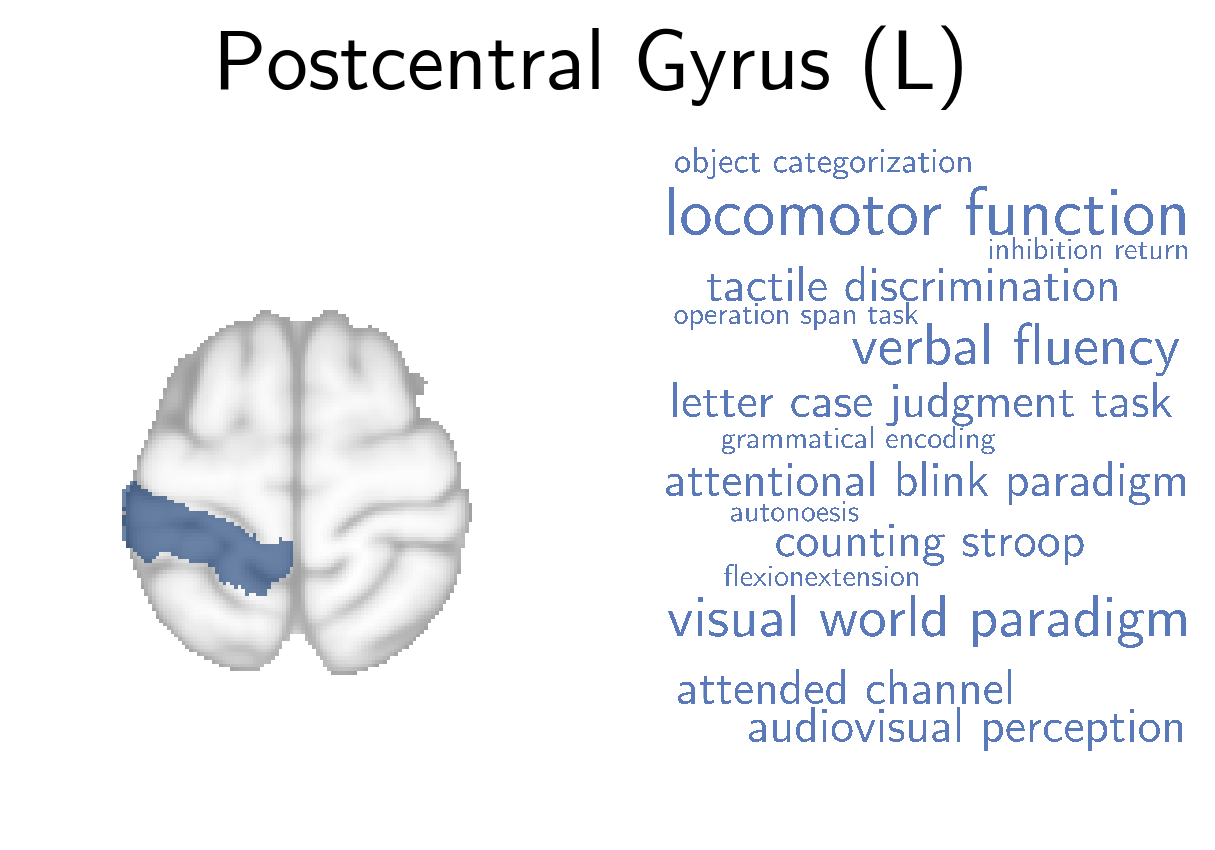 Postcentral Gyrus (L)
object categorization
locomotor function
inhibition return
tactile discrimination
operation span task
verbal fluency
letter case judgment task
grammatical encoding
attentional blink paradigm
autonoesis
counting stroop
flexionextension
visual world paradigm
attended channel
audiovisual perception